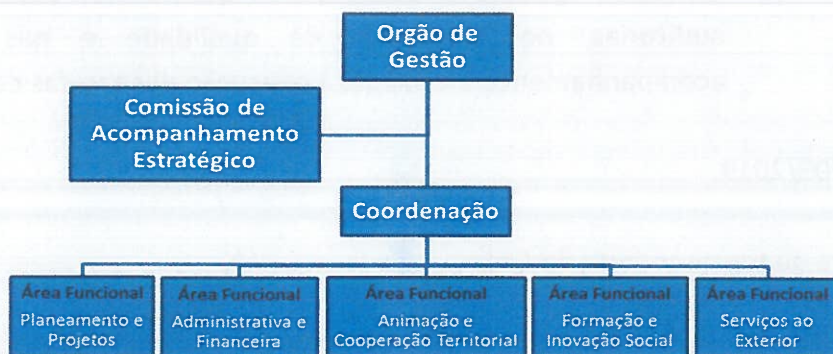 Orgão de
Gestão
Comissão de
Acompanhamento
Estratégico
Coordenação
Área Funcional
Planeamento e
Projetos
Área Funcional
Administrativa e
Financeira
Área Funcional
Animação e
Cooperação Territorial
Área Funcional
Formação e
Inovação Social
Área Funcional
Serviços ao
Exterior